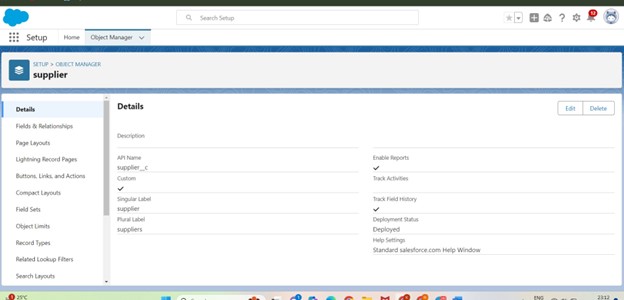 Search Setup
Setup
Home
Object Manager
SETUP > OBJECT MANAGER
supplier
Details
Fields & Relationships
Page Layouts
Lightning Record Pages
Buttons, Links, and Actions
Compact Layouts
Field Sets
Object Limits
Record Types
Related Lookup Filters
Search Layouts
Details
Edit
Delete
Description
API Name
supplier__c
Custom
Singular Label
supplier
Plural Label
suppliers
Enable Reports
Track Activities
Track Field History
Deployment Status
Deployed
Help Settings
Standard salesforce.com Help Window
25°C
ENG
23:12